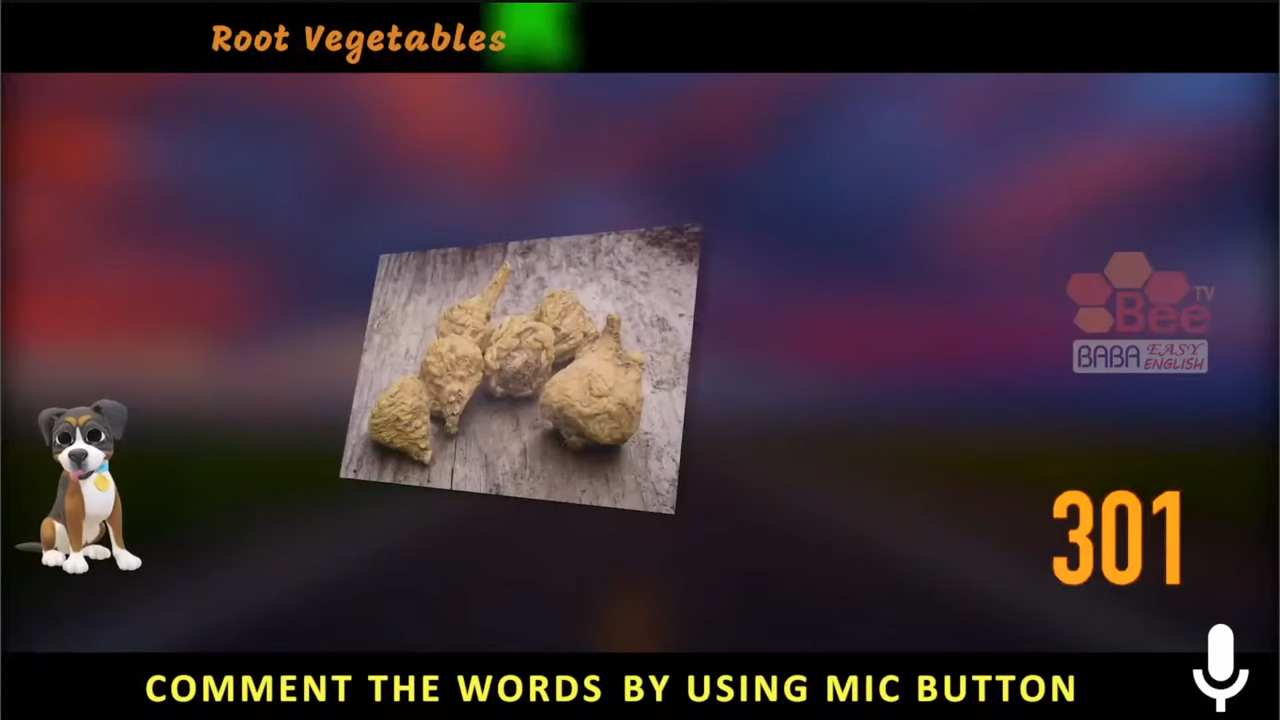 Root Vegetables
Bee TV
BABA EASY ENGLISH
301
COMMENT THE WORDS BY USING MIC BUTTON